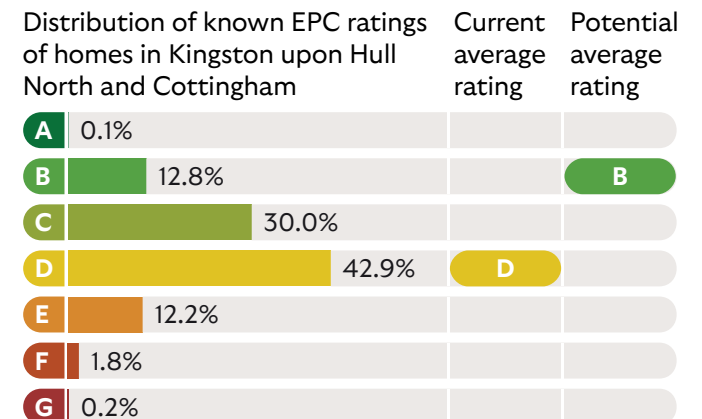 Distribution of known EPC ratings
of homes in Kingston upon Hull
North and Cottingham
Current
average
rating
Potential
average
rating
A 0.1%
B 12.8% B
C 30.0%
D 42.9% D
E 12.2%
F 1.8%
G 0.2%